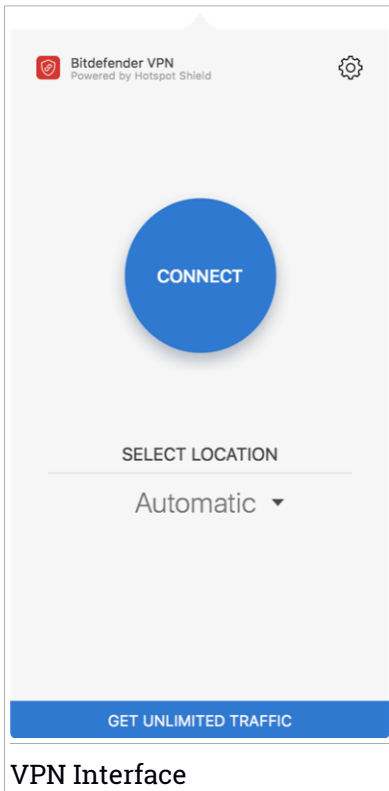 Bitdefender VPN
Powered by Hotspot Shield
CONNECT
SELECT LOCATION
Automatic
GET UNLIMITED TRAFFIC
VPN Interface